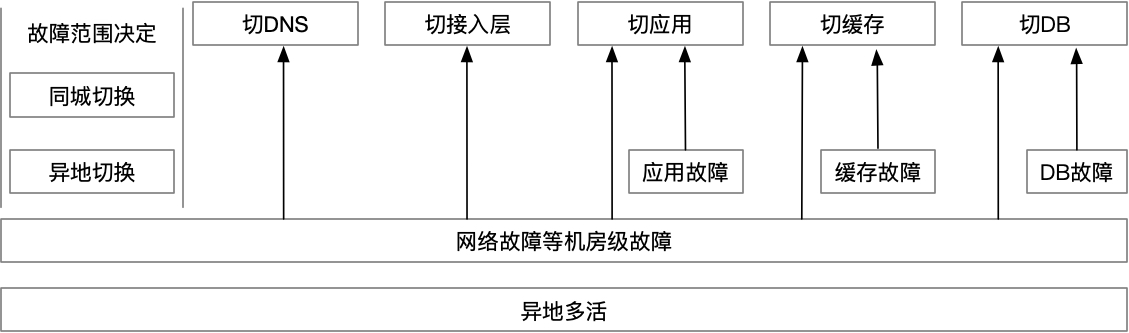 故障范围决定
切DNS
切接入层
切应用
切缓存
切DB
同城切换
异地切换
应用故障
缓存故障
DB故障
网络故障等机房级故障
异地多活